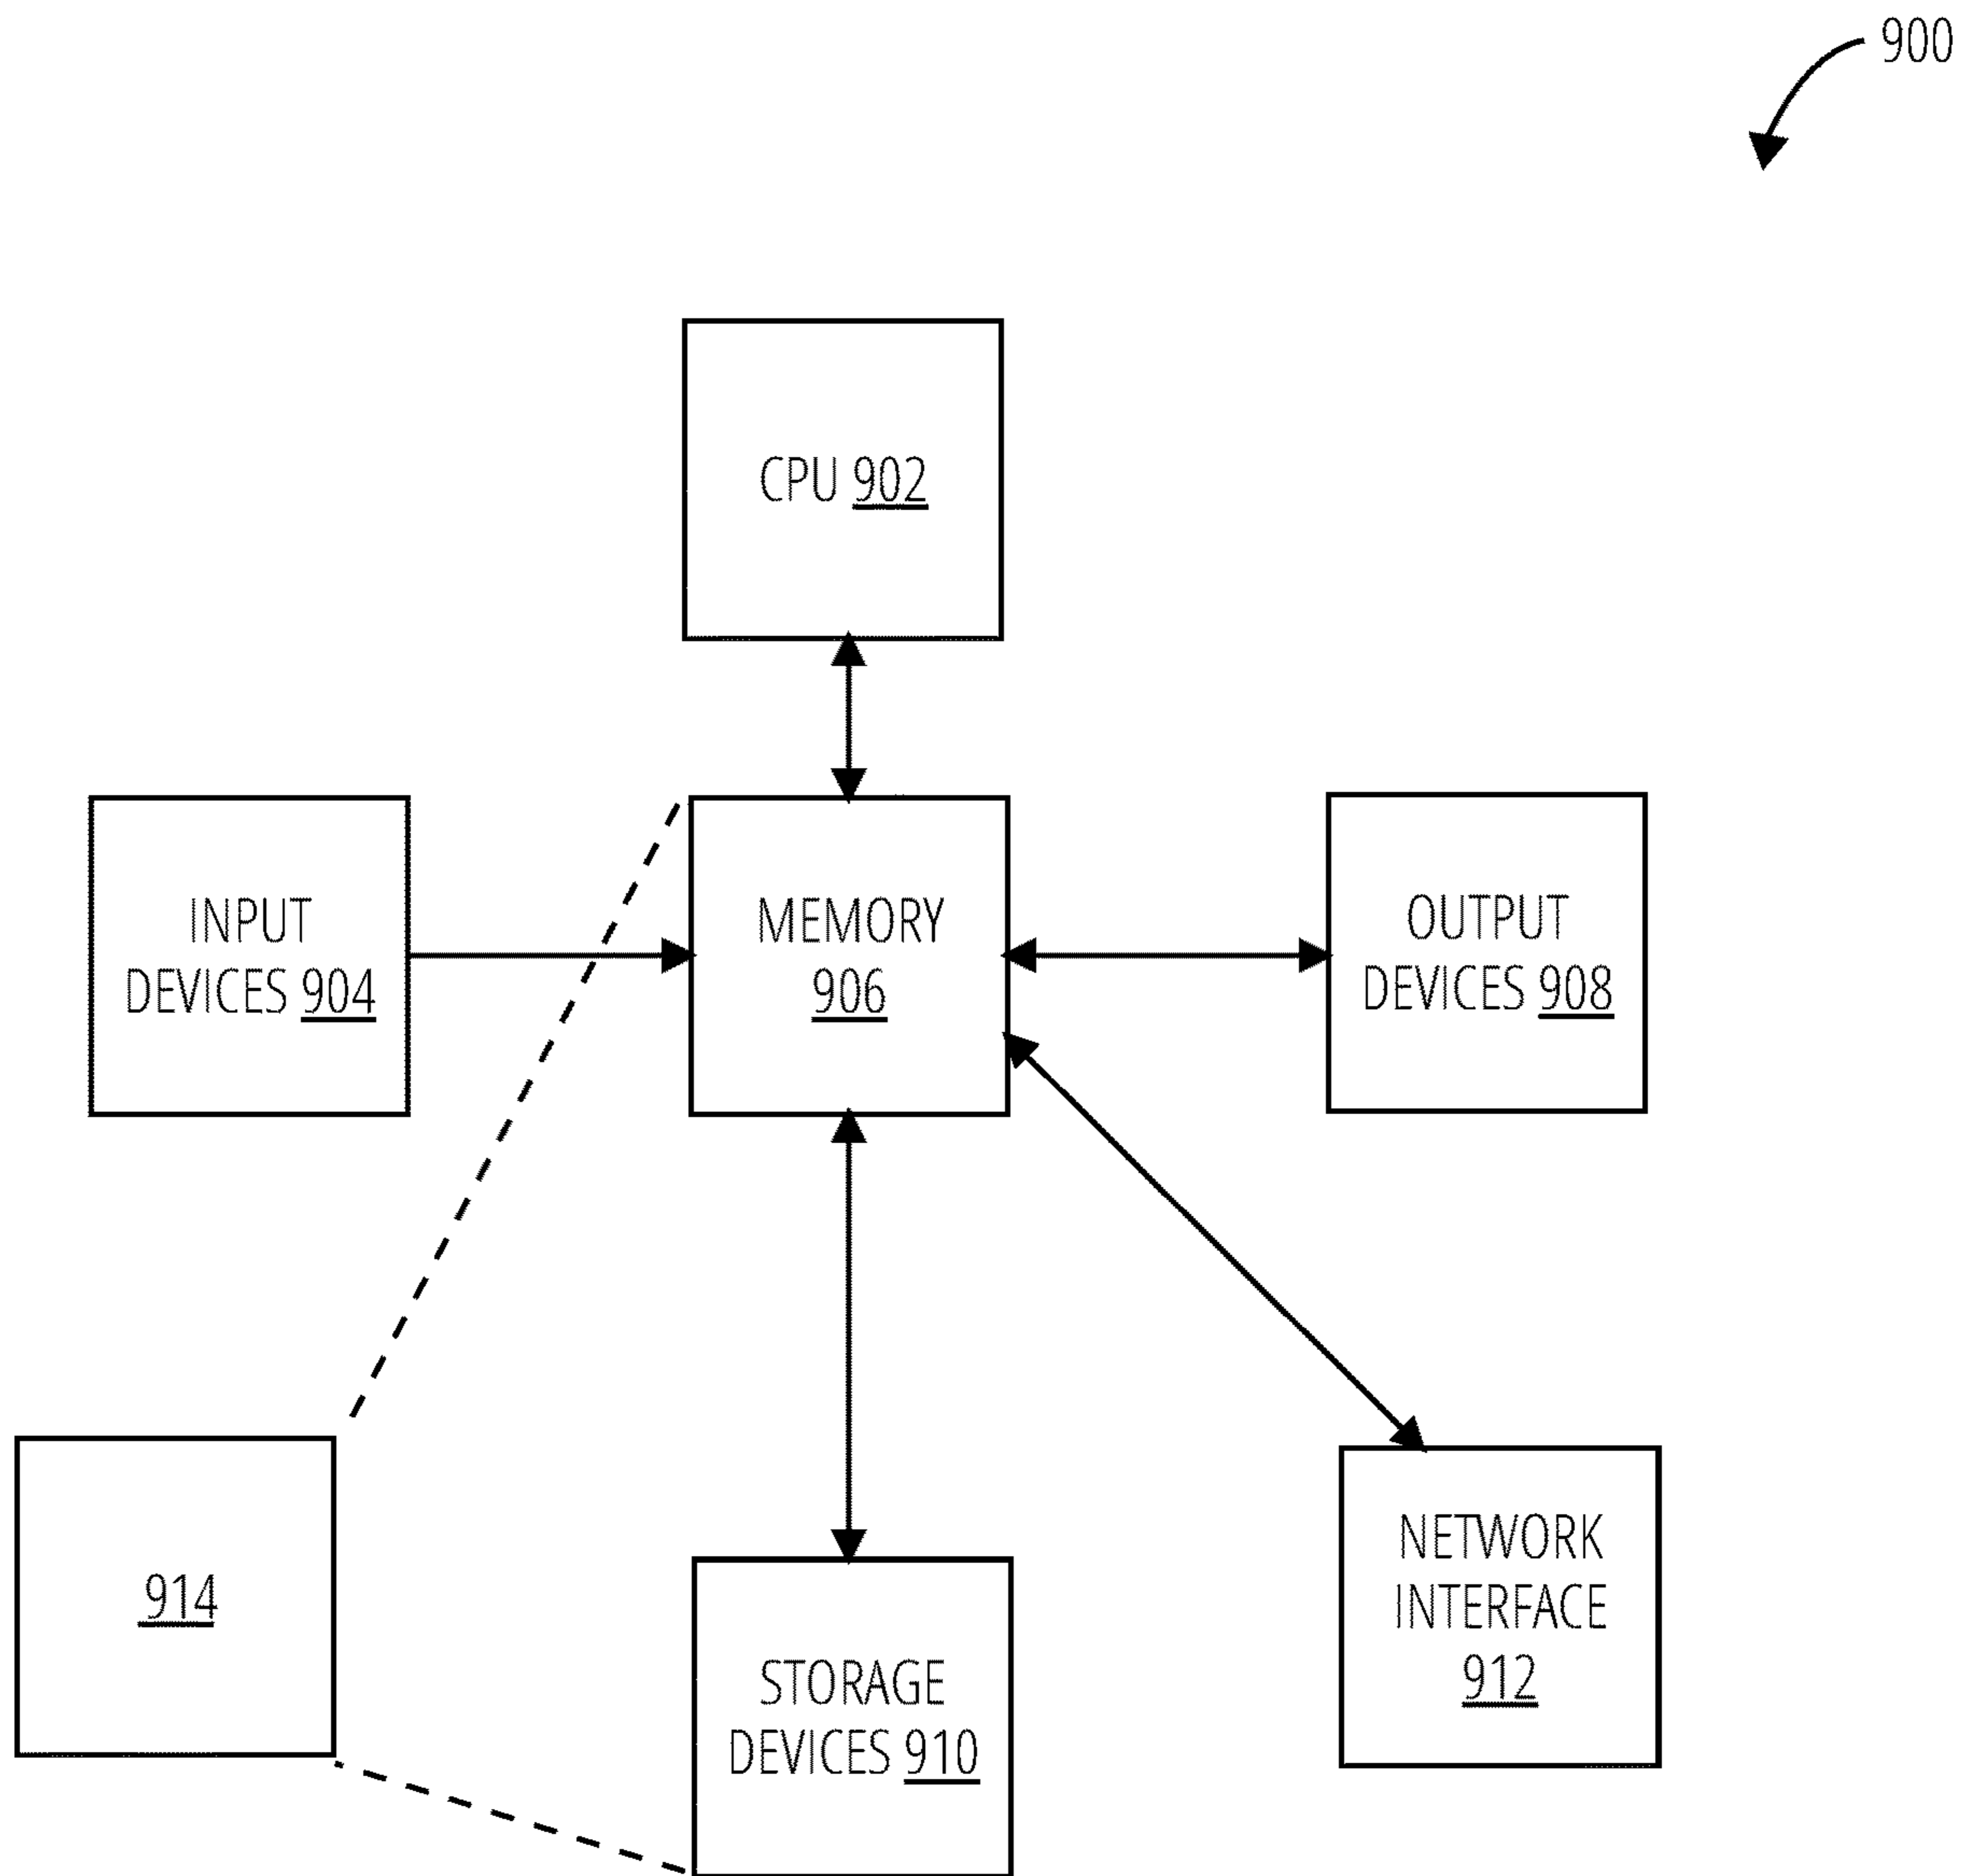 900
CPU 902
INPUT
DEVICES 904
MEMORY
906
OUTPUT
DEVICES 908
914
STORAGE
DEVICES 910
NETWORK
INTERFACE
912